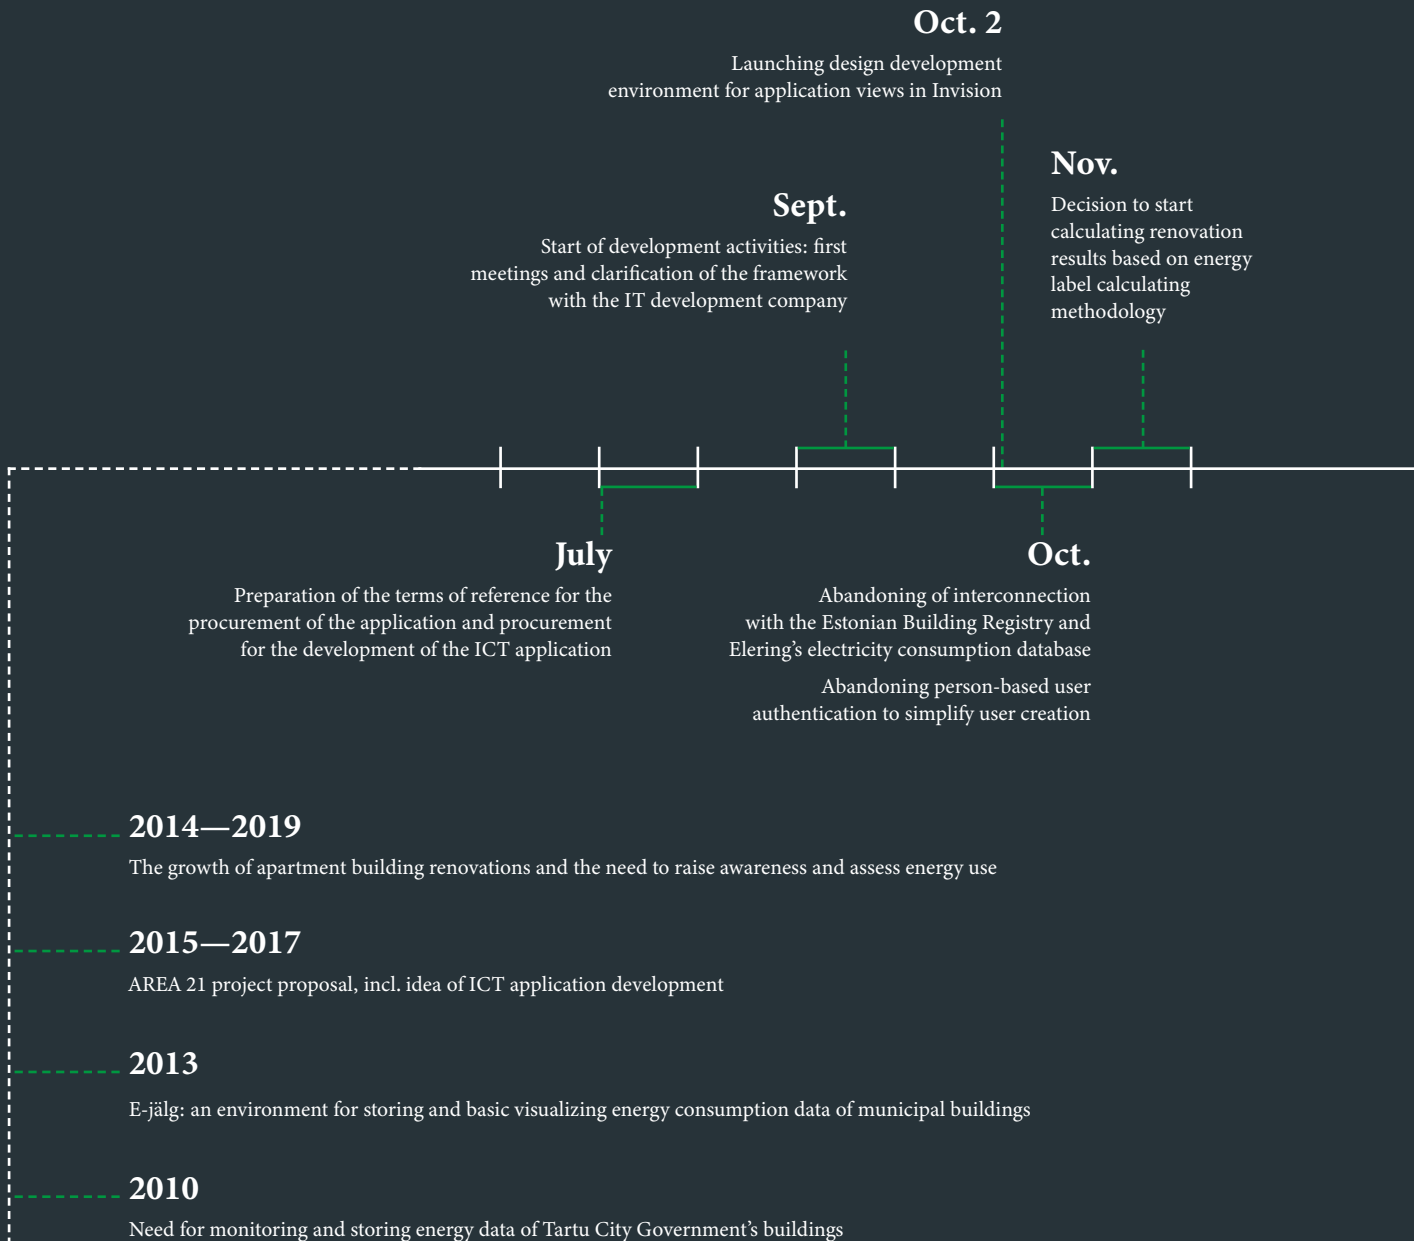 Oct. 2
Launching design development
environment for application views in Invision
Nov.
Decision to start
calculating renovation
results based on energy
label calculating
methodology
Sept.
Start of development activities: first
meetings and clarification of the framework
with the IT development company
July
Preparation of the terms of reference for the
procurement of the application and procurement
for the development of the ICT application
Oct.
Abandoning of interconnection
with the Estonian Building Registry and
Elering’s electricity consumption database
Abandoning person-based user
authentication to simplify user creation
2014—2019
The growth of apartment building renovations and the need to raise awareness and assess energy use
2015—2017
AREA 21 project proposal, incl. idea of ICT application development
2013
E-jälg: an environment for storing and basic visualizing energy consumption data of municipal buildings
2010
Need for monitoring and storing energy data of Tartu City Government’s buildings